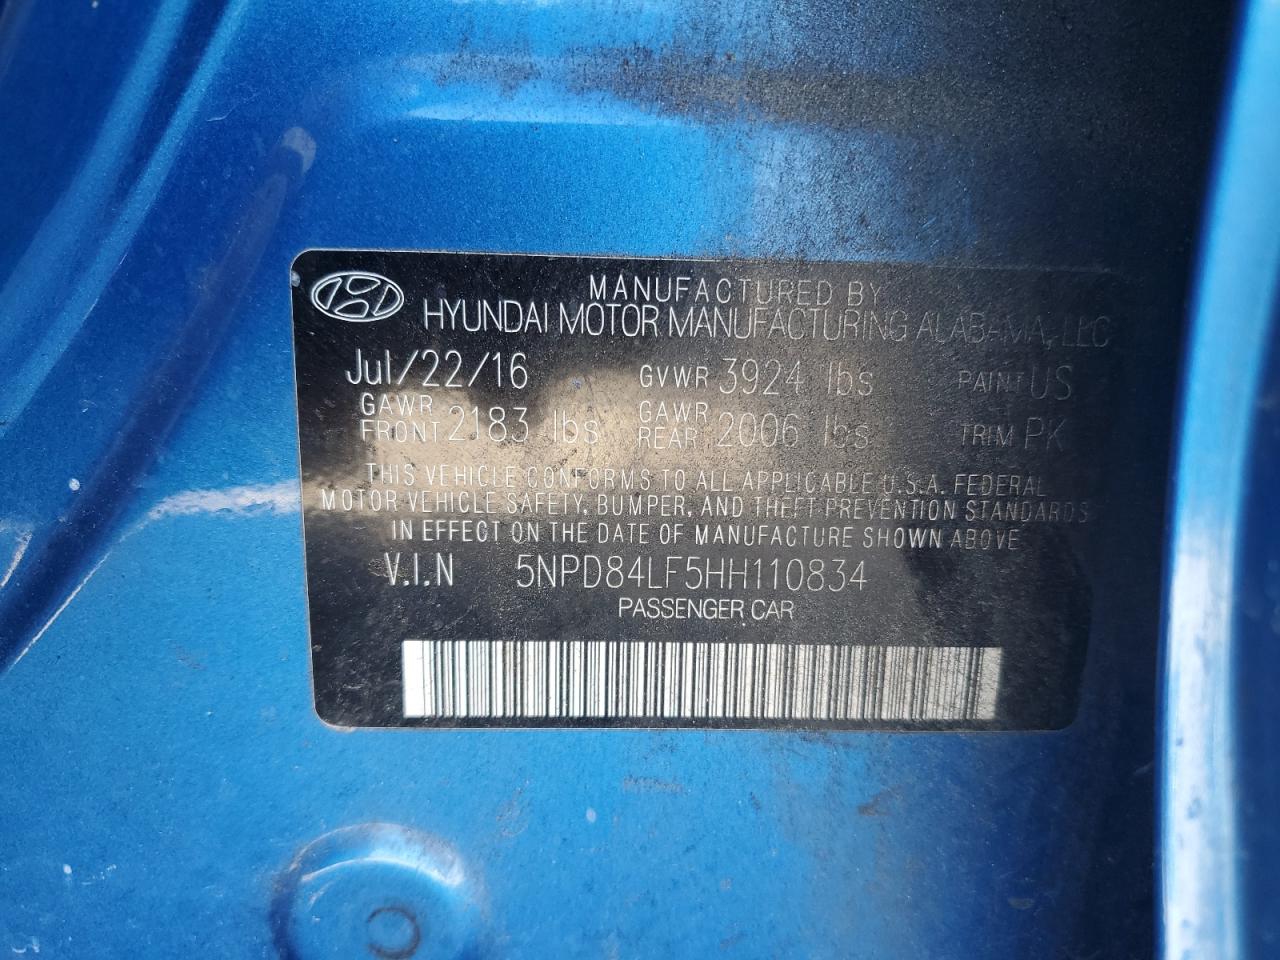 MANUFACTURED BY
HYUNDAI MOTOR MANUFACTURING ALABAMA, LLC
Jul/22/16 GVWR 3924 lbs PAINT US
GAWR FRONT 2183 lbs GAWR REAR 2006 lbs TRIM PK
THIS VEHICLE CONFORMS TO ALL APPLICABLE U.S.A. FEDERAL
MOTOR VEHICLE SAFETY, BUMPER, AND THEFT PREVENTION STANDARDS
IN EFFECT ON THE DATE OF MANUFACTURE SHOWN ABOVE
V.I.N 5NPD84LF5HH110834
PASSENGER CAR